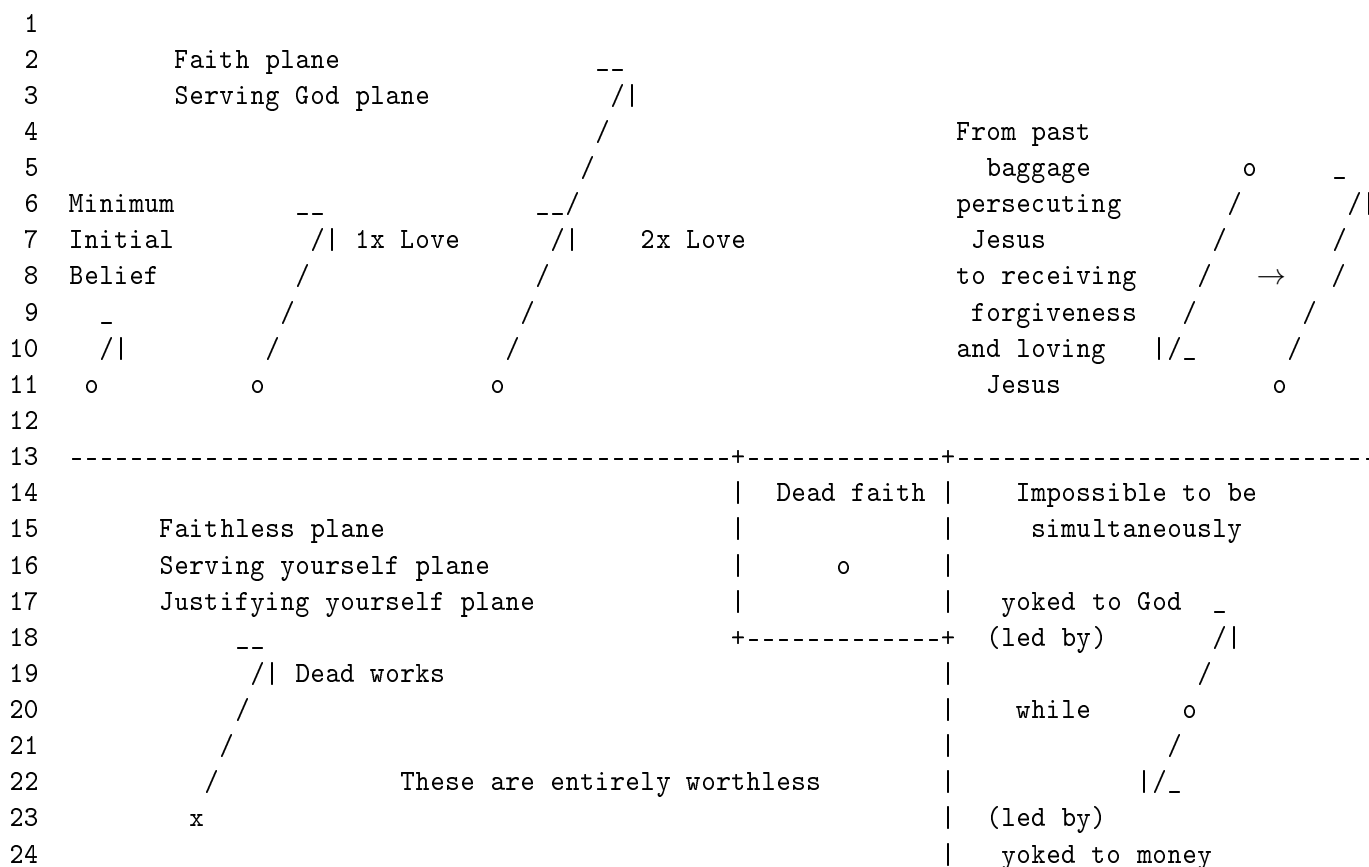 1
2         Faith plane                 __
3         Serving God plane            /|
4                                     /                       From past
5                                    /                          baggage          o     _
6  Minimum        __              __/                         persecuting       /       /|
7  Initial         /| 1x Love      /|    2x Love               Jesus           /       /
8  Belief         /               /                           to receiving    /   →   /
9    _           /               /                             forgiveness   /       /
10   /|         /               /                             and loving   |/_      /
11  o          o               o                                Jesus              o
12
13 --------------------------------------------+-------------+----------------------------
14                                             |  Dead faith |    Impossible to be
15       Faithless plane                       |             |     simultaneously
16       Serving yourself plane                |      o      |
17       Justifying yourself plane             |             |   yoked to God  _
18            __                               +-------------+  (led by)       /|
19             /| Dead works                                 |                /
20            /                                              |    while      o
21           /                                               |              /
22          /            These are entirely worthless        |            |/_
23         x                                                 |  (led by)
24                                                           |   yoked to money